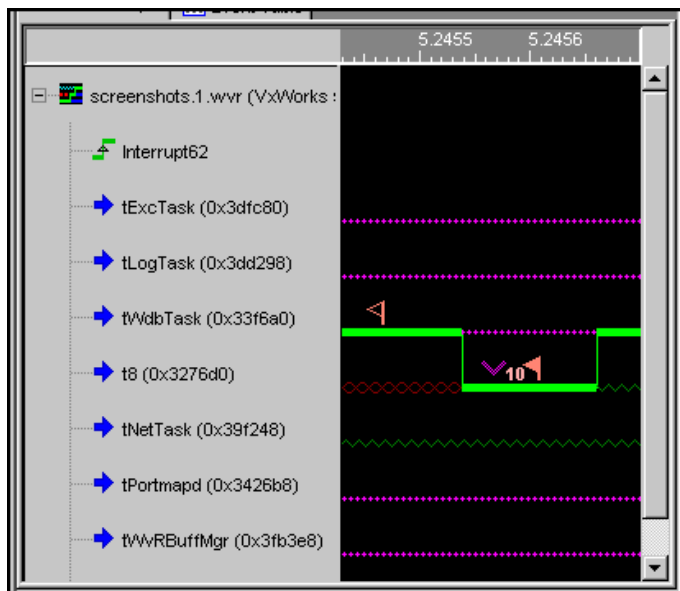 5.2455 5.2456
screenshots.1.wvr (VxWorks s
Interrupt62
tExcTask (0x3dfc80)
tLogTask (0x3dd298)
tWdbTask (0x33f6a0)
t8 (0x3276d0)
10
tNetTask (0x39f248)
tPortmapd (0x3426b8)
tWvRBuffMgr (0x3fb3e8)